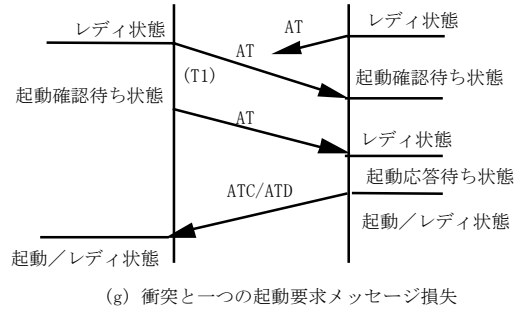 レディ状態
AT
レディ状態
AT
(T1)
起動確認待ち状態
起動確認待ち状態
AT
レディ状態
起動応答待ち状態
ATC/ATD
起動／レディ状態
起動／レディ状態
(g) 衝突と一つの起動要求メッセージ損失